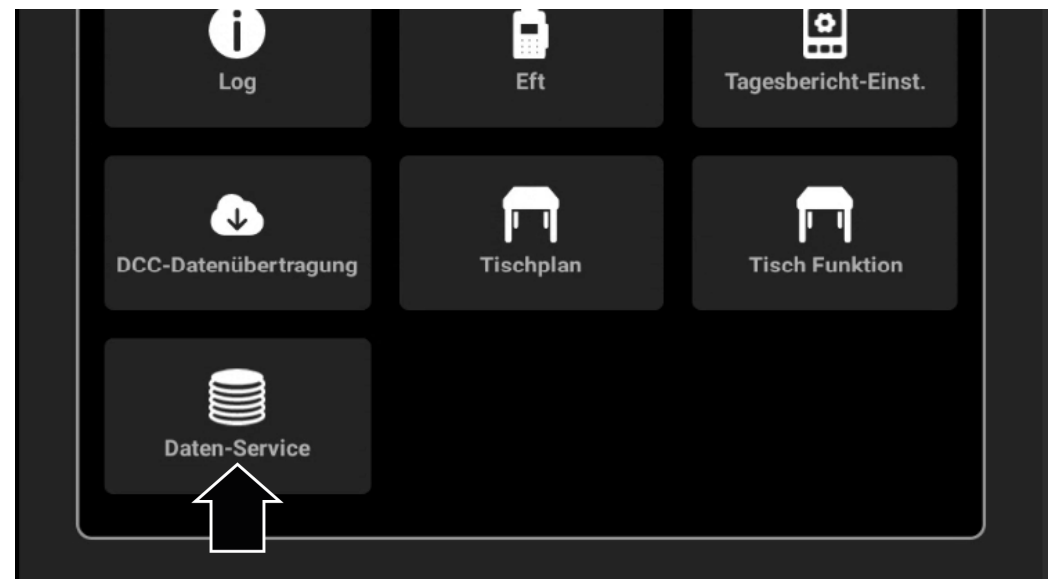 Log
Eft
Tagesbericht-Einst.
DCC-Datenübertragung
Tischplan
Tisch Funktion
Daten-Service